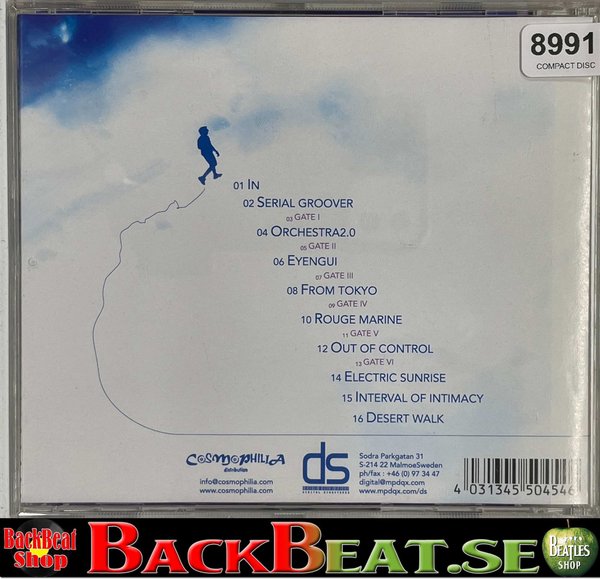 8991
COMPACT DISC
01 IN
02 SERIAL GROOVER
03 GATE I
04 ORCHESTRA2.0
05 GATE II
06 EYENGUI
07 GATE III
08 FROM TOKYO
09 GATE IV
10 ROUGE MARINE
11 GATE V
12 OUT OF CONTROL
13 GATE VI
14 ELECTRIC SUNRISE
15 INTERVAL OF INTIMACY
16 DESERT WALK
COSMOPHILIA
distribution
info@cosmophilia.com
www.cosmophilia.com
ds
DIGITAL STRUCTURES
Sodra Parkgatan 31
S-214 22 MalmoeSweden
ph/fax : +46 (0) 97 34 47
digital@mpdqx.com
www.mpdqx.com/ds
4 031345 504546
BackBeat
Shop
BACKBEAT.SE
BEATLES
SHOP